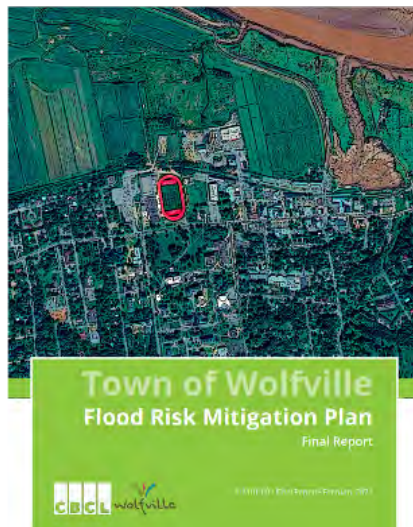 Town of Wolfville
Flood Risk Mitigation Plan
Final Report
CBCL wolfville